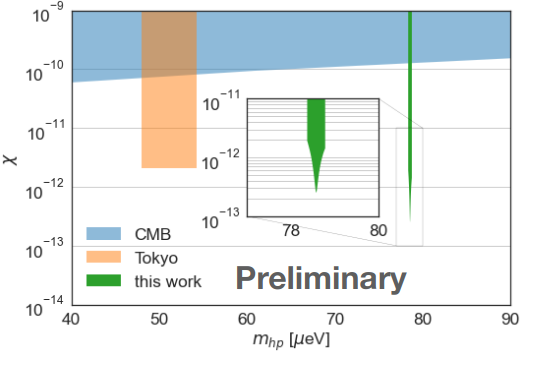 10⁻⁹
10⁻¹⁰
10⁻¹¹
10⁻¹²
10⁻¹³
10⁻¹⁴
χ
10⁻¹¹
10⁻¹²
10⁻¹³
78 80
CMB
Tokyo
this work
Preliminary
40 50 60 70 80 90
m_hp [μeV]